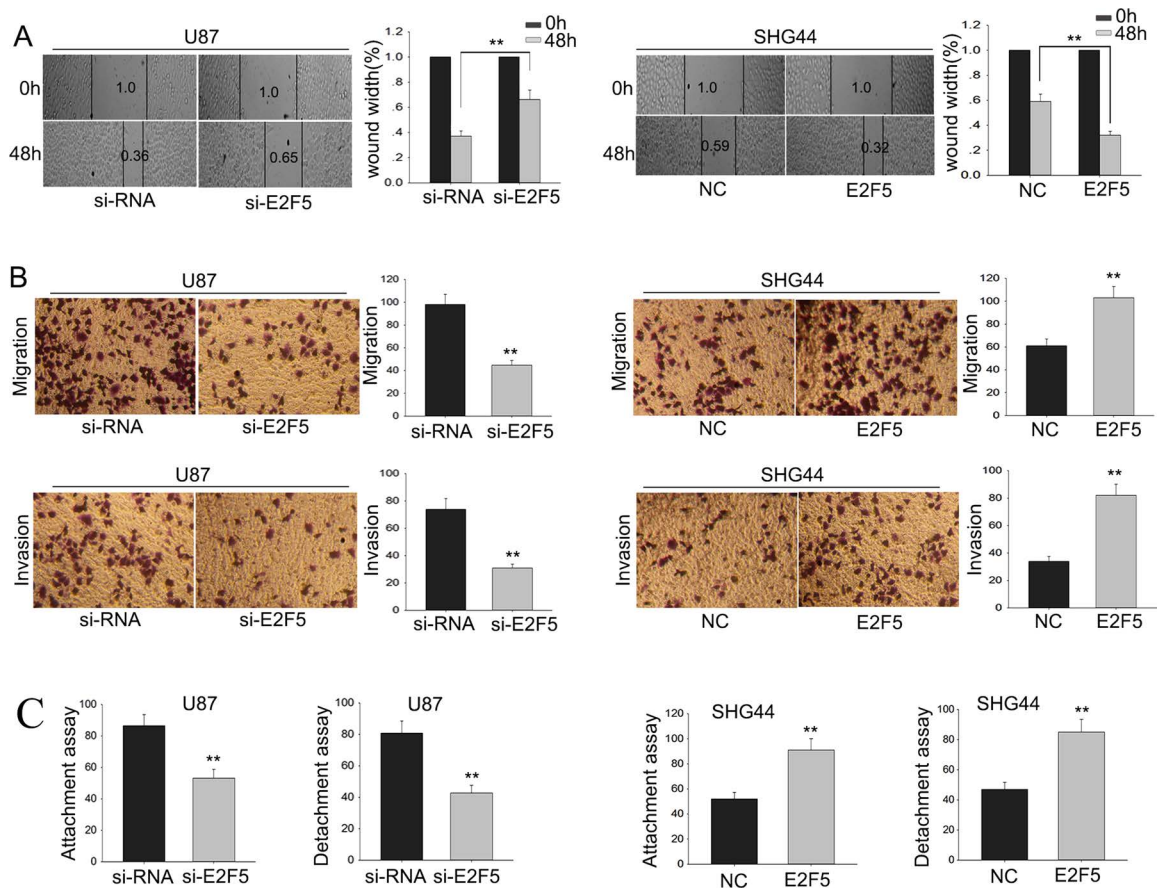 A
U87
0h
48h
1.0
1.0
0.36
0.65
si-RNA
si-E2F5
wound width(%)
1.0
.8
.6
.4
.2
0.0
**
0h
48h
si-RNA
si-E2F5
SHG44
0h
48h
1.0
1.0
0.59
0.32
NC
E2F5
wound width(%)
1.0
.8
.6
.4
.2
0.0
**
0h
48h
NC
E2F5
B
U87
Migration
si-RNA
si-E2F5
Migration
120
100
80
60
40
20
0
**
si-RNA
si-E2F5
SHG44
Migration
NC
E2F5
Migration
120
100
80
60
40
20
0
**
NC
E2F5
U87
Invasion
si-RNA
si-E2F5
Invasion
100
80
60
40
20
0
**
si-RNA
si-E2F5
SHG44
Invasion
NC
E2F5
Invasion
100
80
60
40
20
0
**
NC
E2F5
C
U87
Attachment assay
100
80
60
40
20
0
**
si-RNA
si-E2F5
U87
Detachment assay
100
80
60
40
20
0
**
si-RNA
si-E2F5
SHG44
Attachment assay
120
100
80
60
40
20
0
**
NC
E2F5
SHG44
Detachment assay
100
80
60
40
20
0
**
NC
E2F5